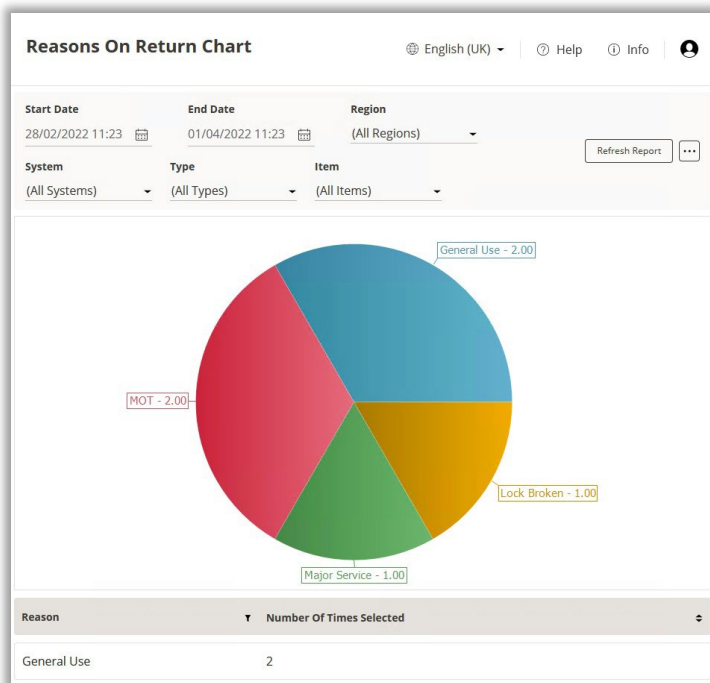 Reasons On Return Chart
English (UK)
Help
Info
Start Date
End Date
Region
28/02/2022 11:23
01/04/2022 11:23
(All Regions)
Refresh Report
System
Type
Item
(All Systems)
(All Types)
(All Items)
General Use - 2.00
MOT - 2.00
Lock Broken - 1.00
Major Service - 1.00
Reason
Number Of Times Selected
General Use
2